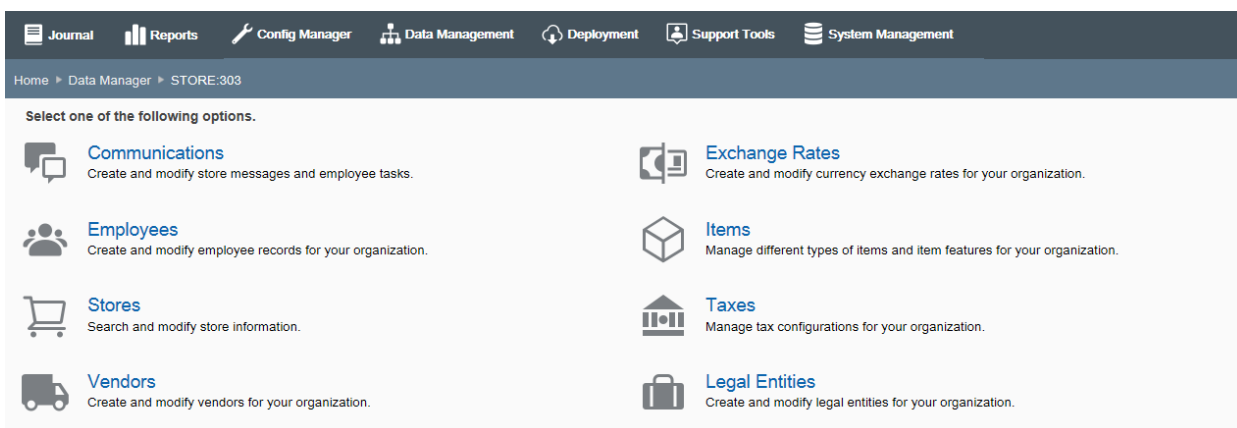 Journal Reports Config Manager Data Management Deployment Support Tools System Management
Home ▸ Data Manager ▸ STORE:303
Select one of the following options.
Communications
Create and modify store messages and employee tasks.
Exchange Rates
Create and modify currency exchange rates for your organization.
Employees
Create and modify employee records for your organization.
Items
Manage different types of items and item features for your organization.
Stores
Search and modify store information.
Taxes
Manage tax configurations for your organization.
Vendors
Create and modify vendors for your organization.
Legal Entities
Create and modify legal entities for your organization.